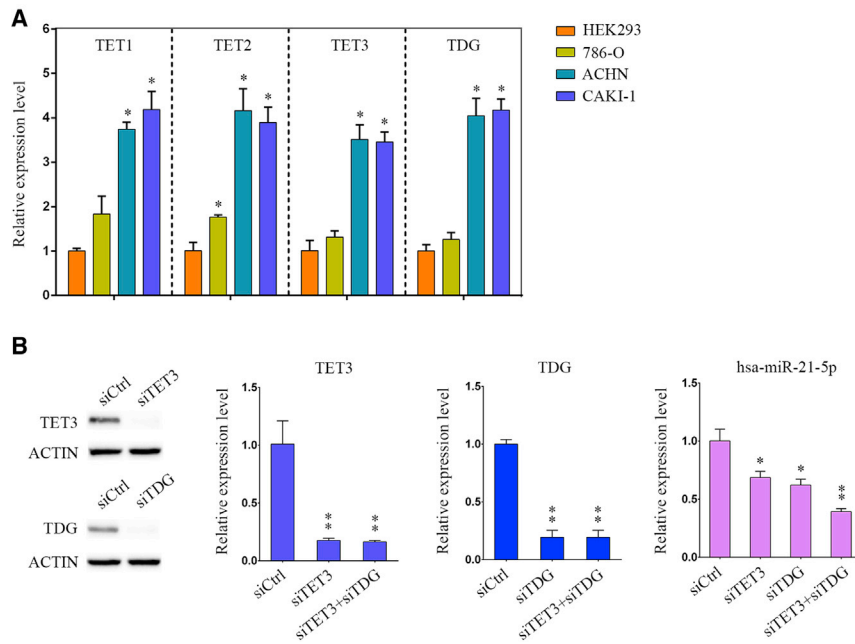 A
TET1 TET2 TET3 TDG
HEK293
786-O
ACHN
CAKI-1
Relative expression level
6
5
4
3
2
1
0
* * * * * * * * *
B
siCtrl siTET3
TET3
ACTIN
siCtrl siTDG
TDG
ACTIN
TET3
Relative expression level
1.5
1.0
0.5
0.0
** **
siCtrl siTET3 siTET3+siTDG
TDG
Relative expression level
1.5
1.0
0.5
0.0
** **
siCtrl siTDG siTET3+siTDG
hsa-miR-21-5p
Relative expression level
1.5
1.0
0.5
0.0
* * **
siCtrl siTET3 siTDG siTET3+siTDG